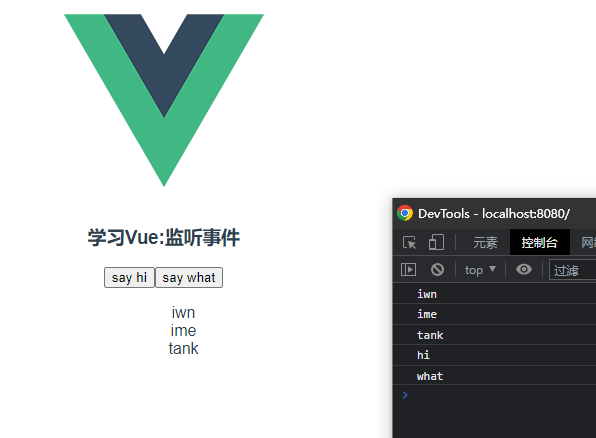 学习Vue:监听事件
say hi say what
iwn
ime
tank
DevTools - localhost:8080/
元素 控制台
top 过滤
iwn
ime
tank
hi
what